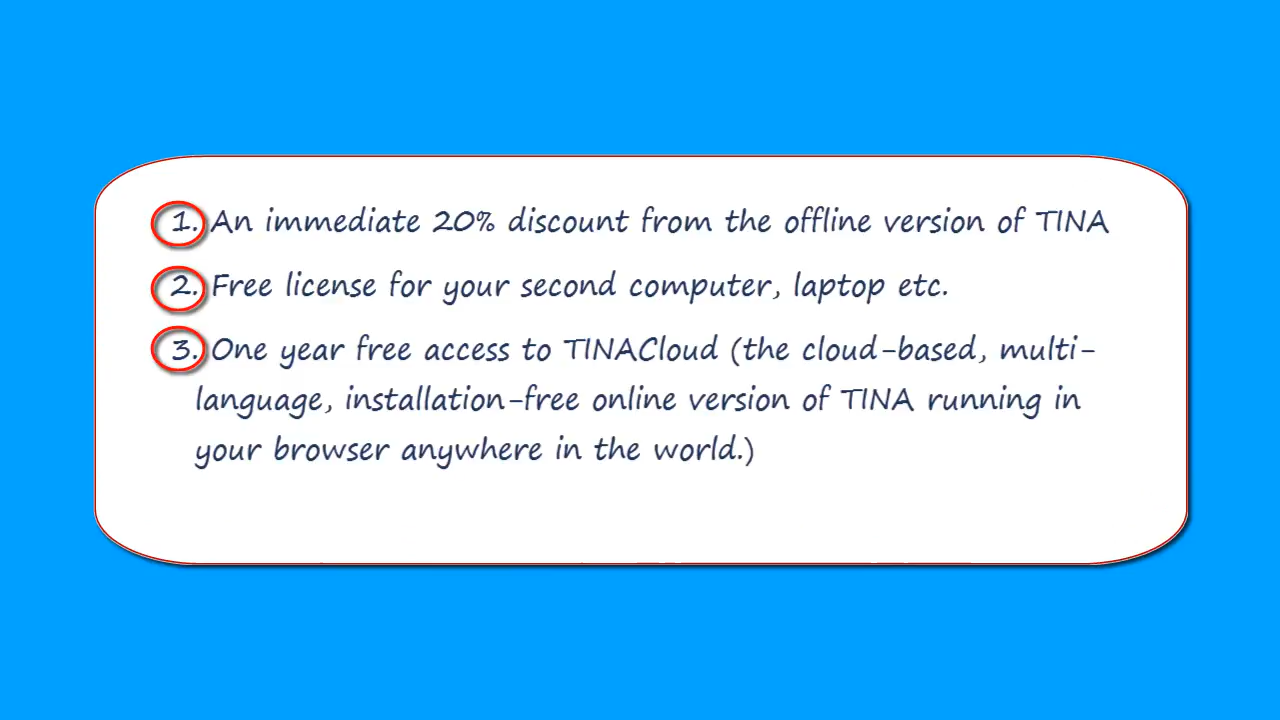 1. An immediate 20% discount from the offline version of TINA
2. Free license for your second computer, laptop etc.
3. One year free access to TINACloud (the cloud-based, multi-
language, installation-free online version of TINA running in
your browser anywhere in the world.)